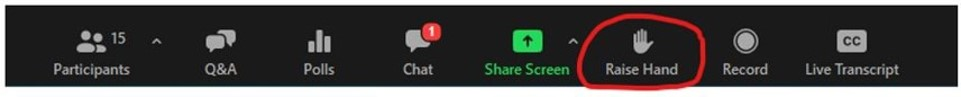 15
1
CC
Participants Q&A Polls Chat Share Screen Raise Hand Record Live Transcript